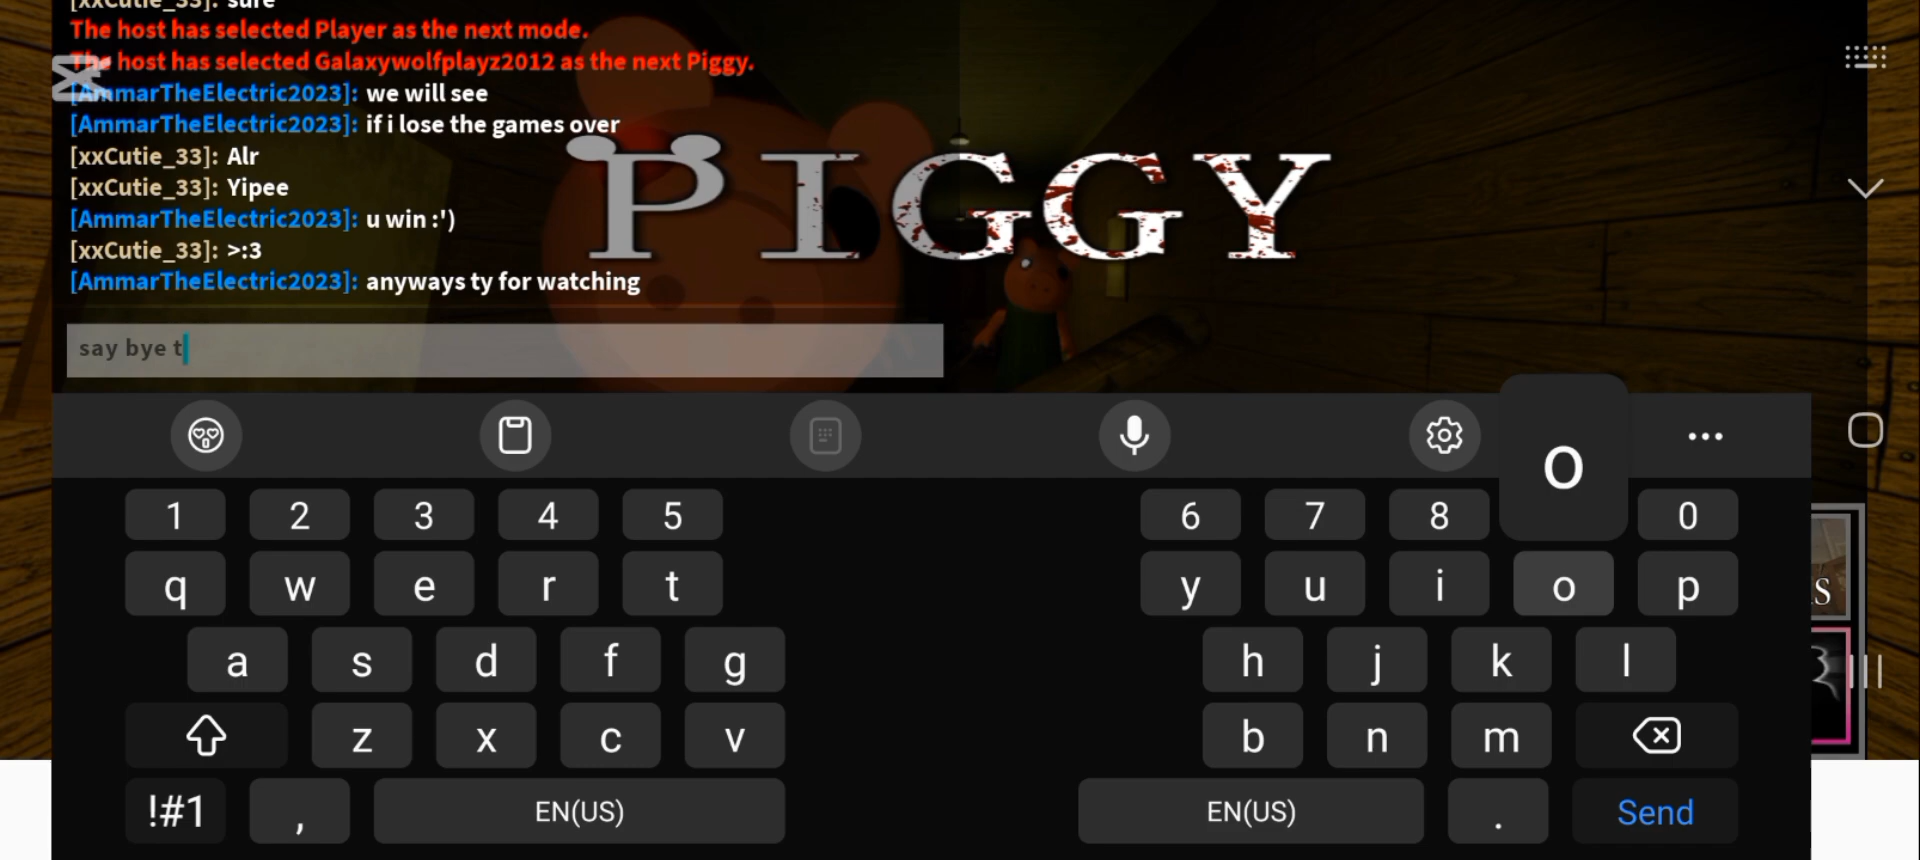 [xxCutie_33]: sure
The host has selected Player as the next mode.
The host has selected Galaxywolfplayz2012 as the next Piggy.
[AmmarTheElectric2023]: we will see
[AmmarTheElectric2023]: if i lose the games over
[xxCutie_33]: Alr
[xxCutie_33]: Yipee
[AmmarTheElectric2023]: u win :')
[xxCutie_33]: >:3
[AmmarTheElectric2023]: anyways ty for watching
PIGGY
say bye t
o
1 2 3 4 5 6 7 8 0
q w e r t y u i o p
a s d f g h j k l
z x c v b n m
!#1 , EN(US) EN(US) . Send